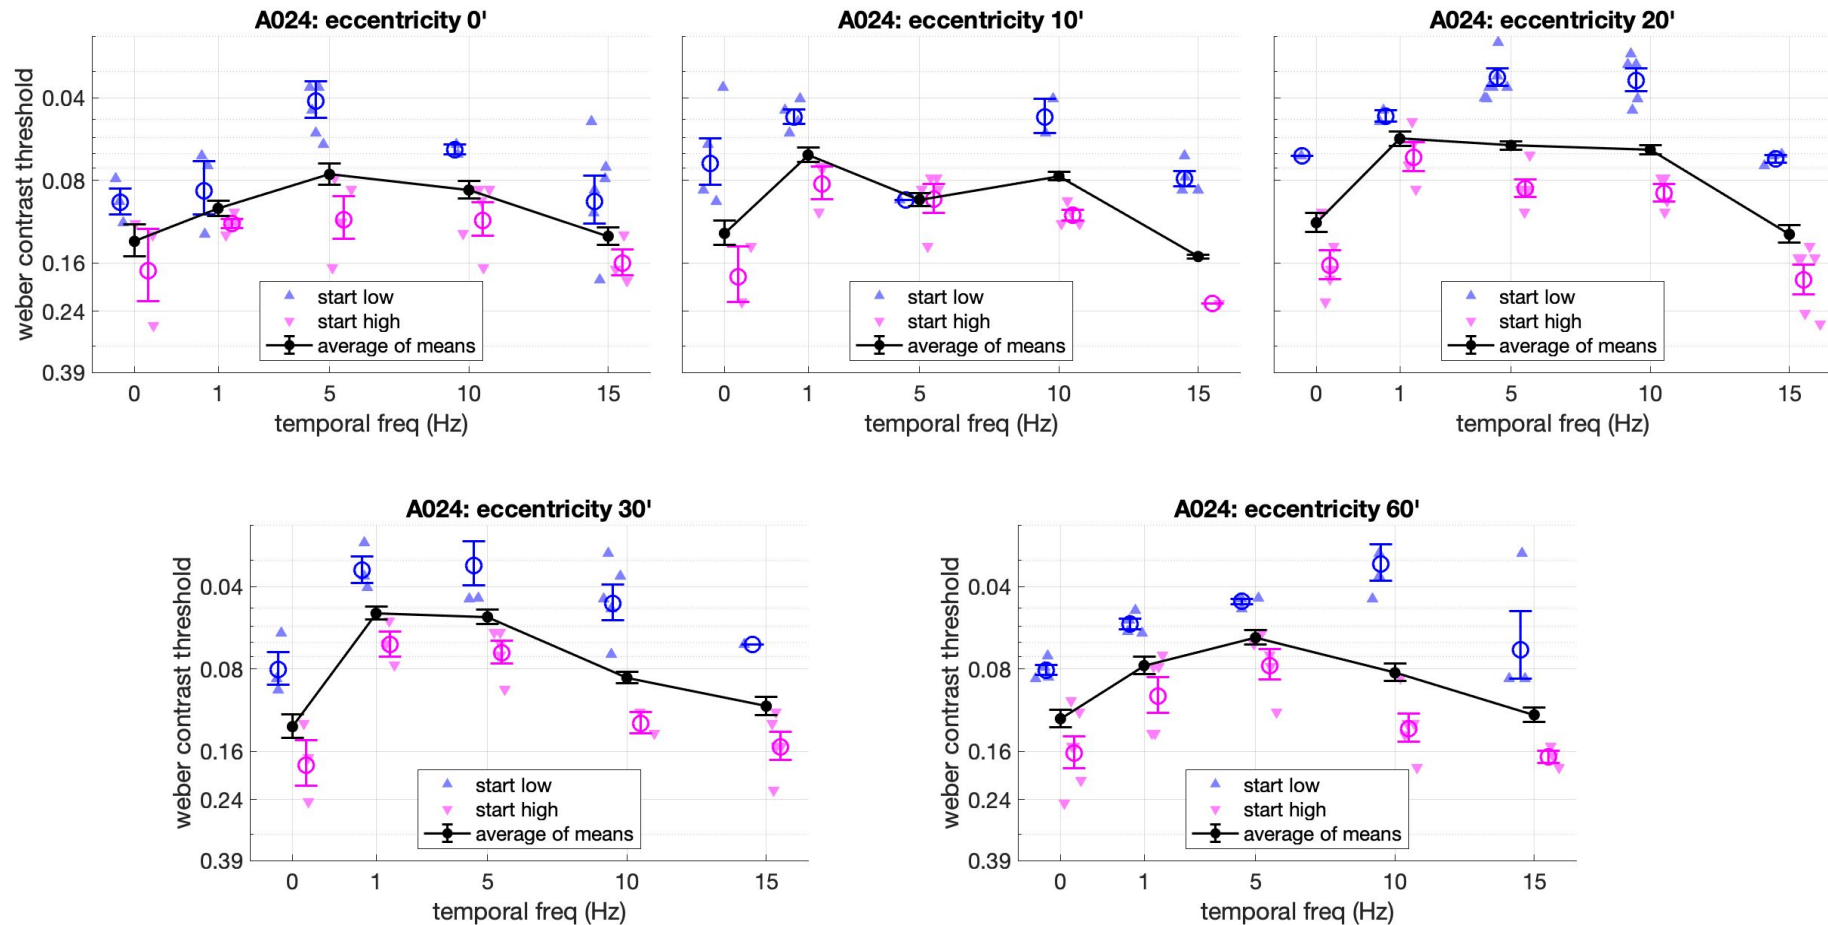 A024: eccentricity 0'
weber contrast threshold
0.04
0.08
0.16
0.24
0.39
start low
start high
average of means
0 1 5 10 15
temporal freq (Hz)
A024: eccentricity 10'
start low
start high
average of means
0 1 5 10 15
temporal freq (Hz)
A024: eccentricity 20'
start low
start high
average of means
0 1 5 10 15
temporal freq (Hz)
A024: eccentricity 30'
weber contrast threshold
0.04
0.08
0.16
0.24
0.39
start low
start high
average of means
0 1 5 10 15
temporal freq (Hz)
A024: eccentricity 60'
weber contrast threshold
0.04
0.08
0.16
0.24
0.39
start low
start high
average of means
0 1 5 10 15
temporal freq (Hz)